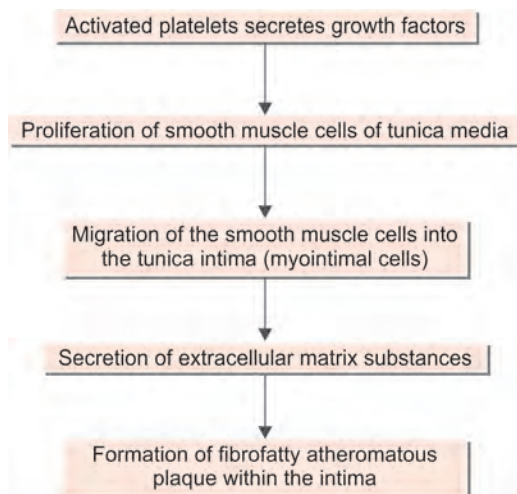 Activated platelets secretes growth factors
Proliferation of smooth muscle cells of tunica media
Migration of the smooth muscle cells into
the tunica intima (myointimal cells)
Secretion of extracellular matrix substances
Formation of fibrofatty atheromatous
plaque within the intima